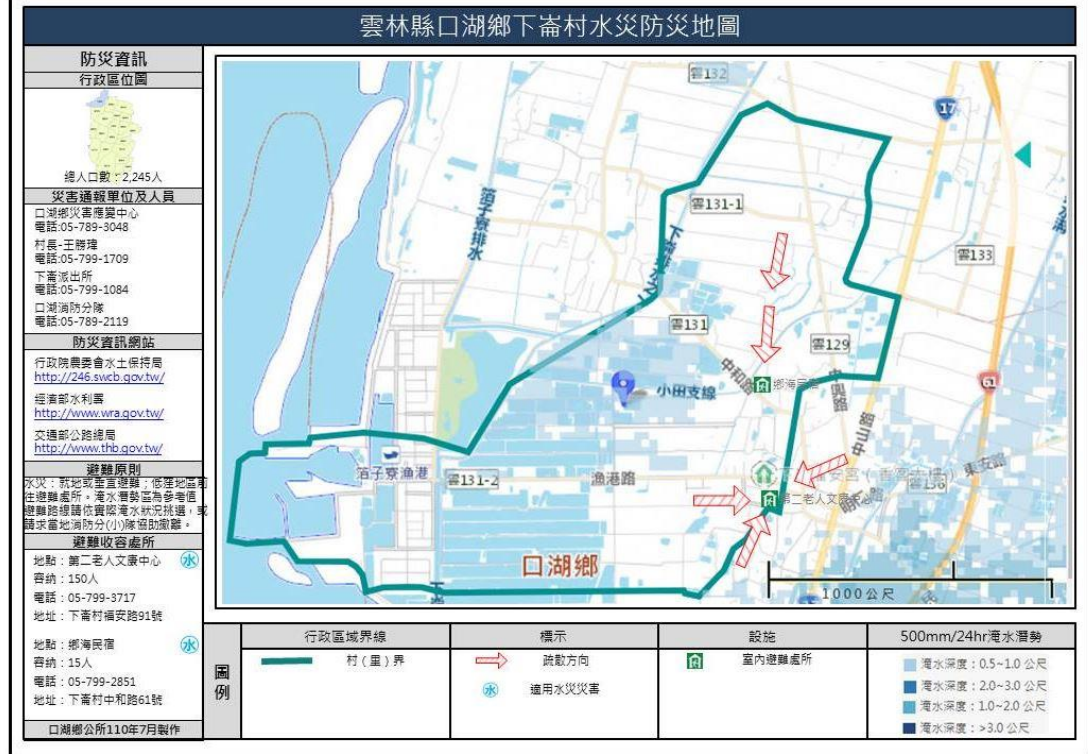 雲林縣口湖鄉下崙村水災防災地圖
防災資訊
行政區位圖
總人口數：2,245人
災害通報單位及人員
口湖鄉災害應變中心
電話:05-789-3048
村長-王勝瑋
電話:05-799-1709
下崙派出所
電話:05-799-1084
口湖消防分隊
電話:05-789-2119
防災資訊網站
行政院農委會水土保持局
http://246.swcb.gov.tw/
經濟部水利署
http://www.wra.gov.tw/
交通部公路總局
http://www.thb.gov.tw/
避難原則
水災：就地或垂直避難；低窪地區前
往避難處所。淹水潛勢區為參考值
避難路線請依實際淹水狀況挑選，或
請求當地消防分(小)隊協助撤離。
避難收容處所
地點：第二老人文康中心
水
容納：150人
電話：05-799-3717
地址：下崙村福安路91號
地點：鄉海民宿
水
容納：15人
電話：05-799-2851
地址：下崙村中和路61號
口湖鄉公所110年7月製作
雲132
17
箔子寮排水
雲131-1
雲133
雲131
雲129
中和路
中民路
鄉海民宿
小田支線
61
中山路
東支路
箔子寮漁港
雲131-2
漁港路
第二老人文康中心
明
口湖鄉
1000公尺
圖例
行政區域界線
標示
設施
500mm/24hr淹水潛勢
村（里）界
疏散方向
室內避難處所
水
適用水災災害
淹水深度：0.5~1.0 公尺
淹水深度：2.0~3.0 公尺
淹水深度：1.0~2.0 公尺
淹水深度：>3.0 公尺